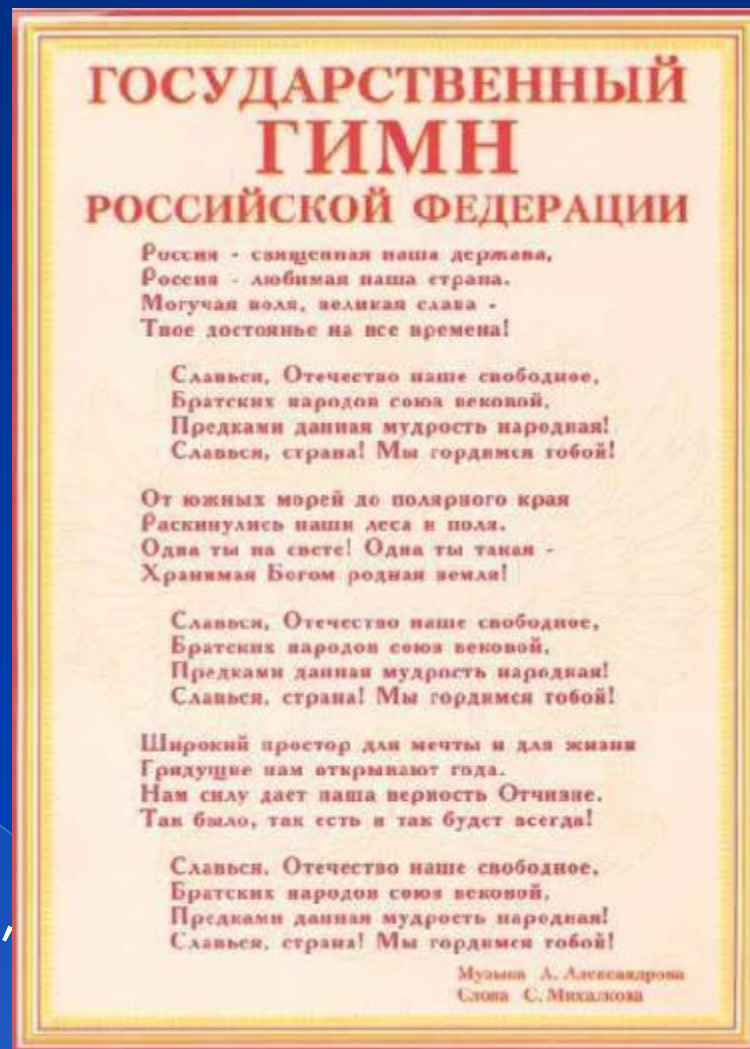 ГОСУДАРСТВЕННЫЙ
ГИМН
РОССИЙСКОЙ ФЕДЕРАЦИИ
Россия - священная наша держава,
Россия - любимая наша страна.
Могучая воля, великая слава -
Твое достоянье на все времена!
Славься, Отечество наше свободное,
Братских народов союз вековой,
Предками данная мудрость народная!
Славься, страна! Мы гордимся тобой!
От южных морей до полярного края
Раскинулись наши леса и поля.
Одна ты на свете! Одна ты такая -
Хранимая Богом родная земля!
Славься, Отечество наше свободное,
Братских народов союз вековой,
Предками данная мудрость народная!
Славься, страна! Мы гордимся тобой!
Широкий простор для мечты и для жизни
Грядущие нам открывают года.
Нам силу дает наша верность Отчизне.
Так было, так есть и так будет всегда!
Славься, Отечество наше свободное,
Братских народов союз вековой,
Предками данная мудрость народная!
Славься, страна! Мы гордимся тобой!
Музыка А. Александрова
Слова С. Михалкова